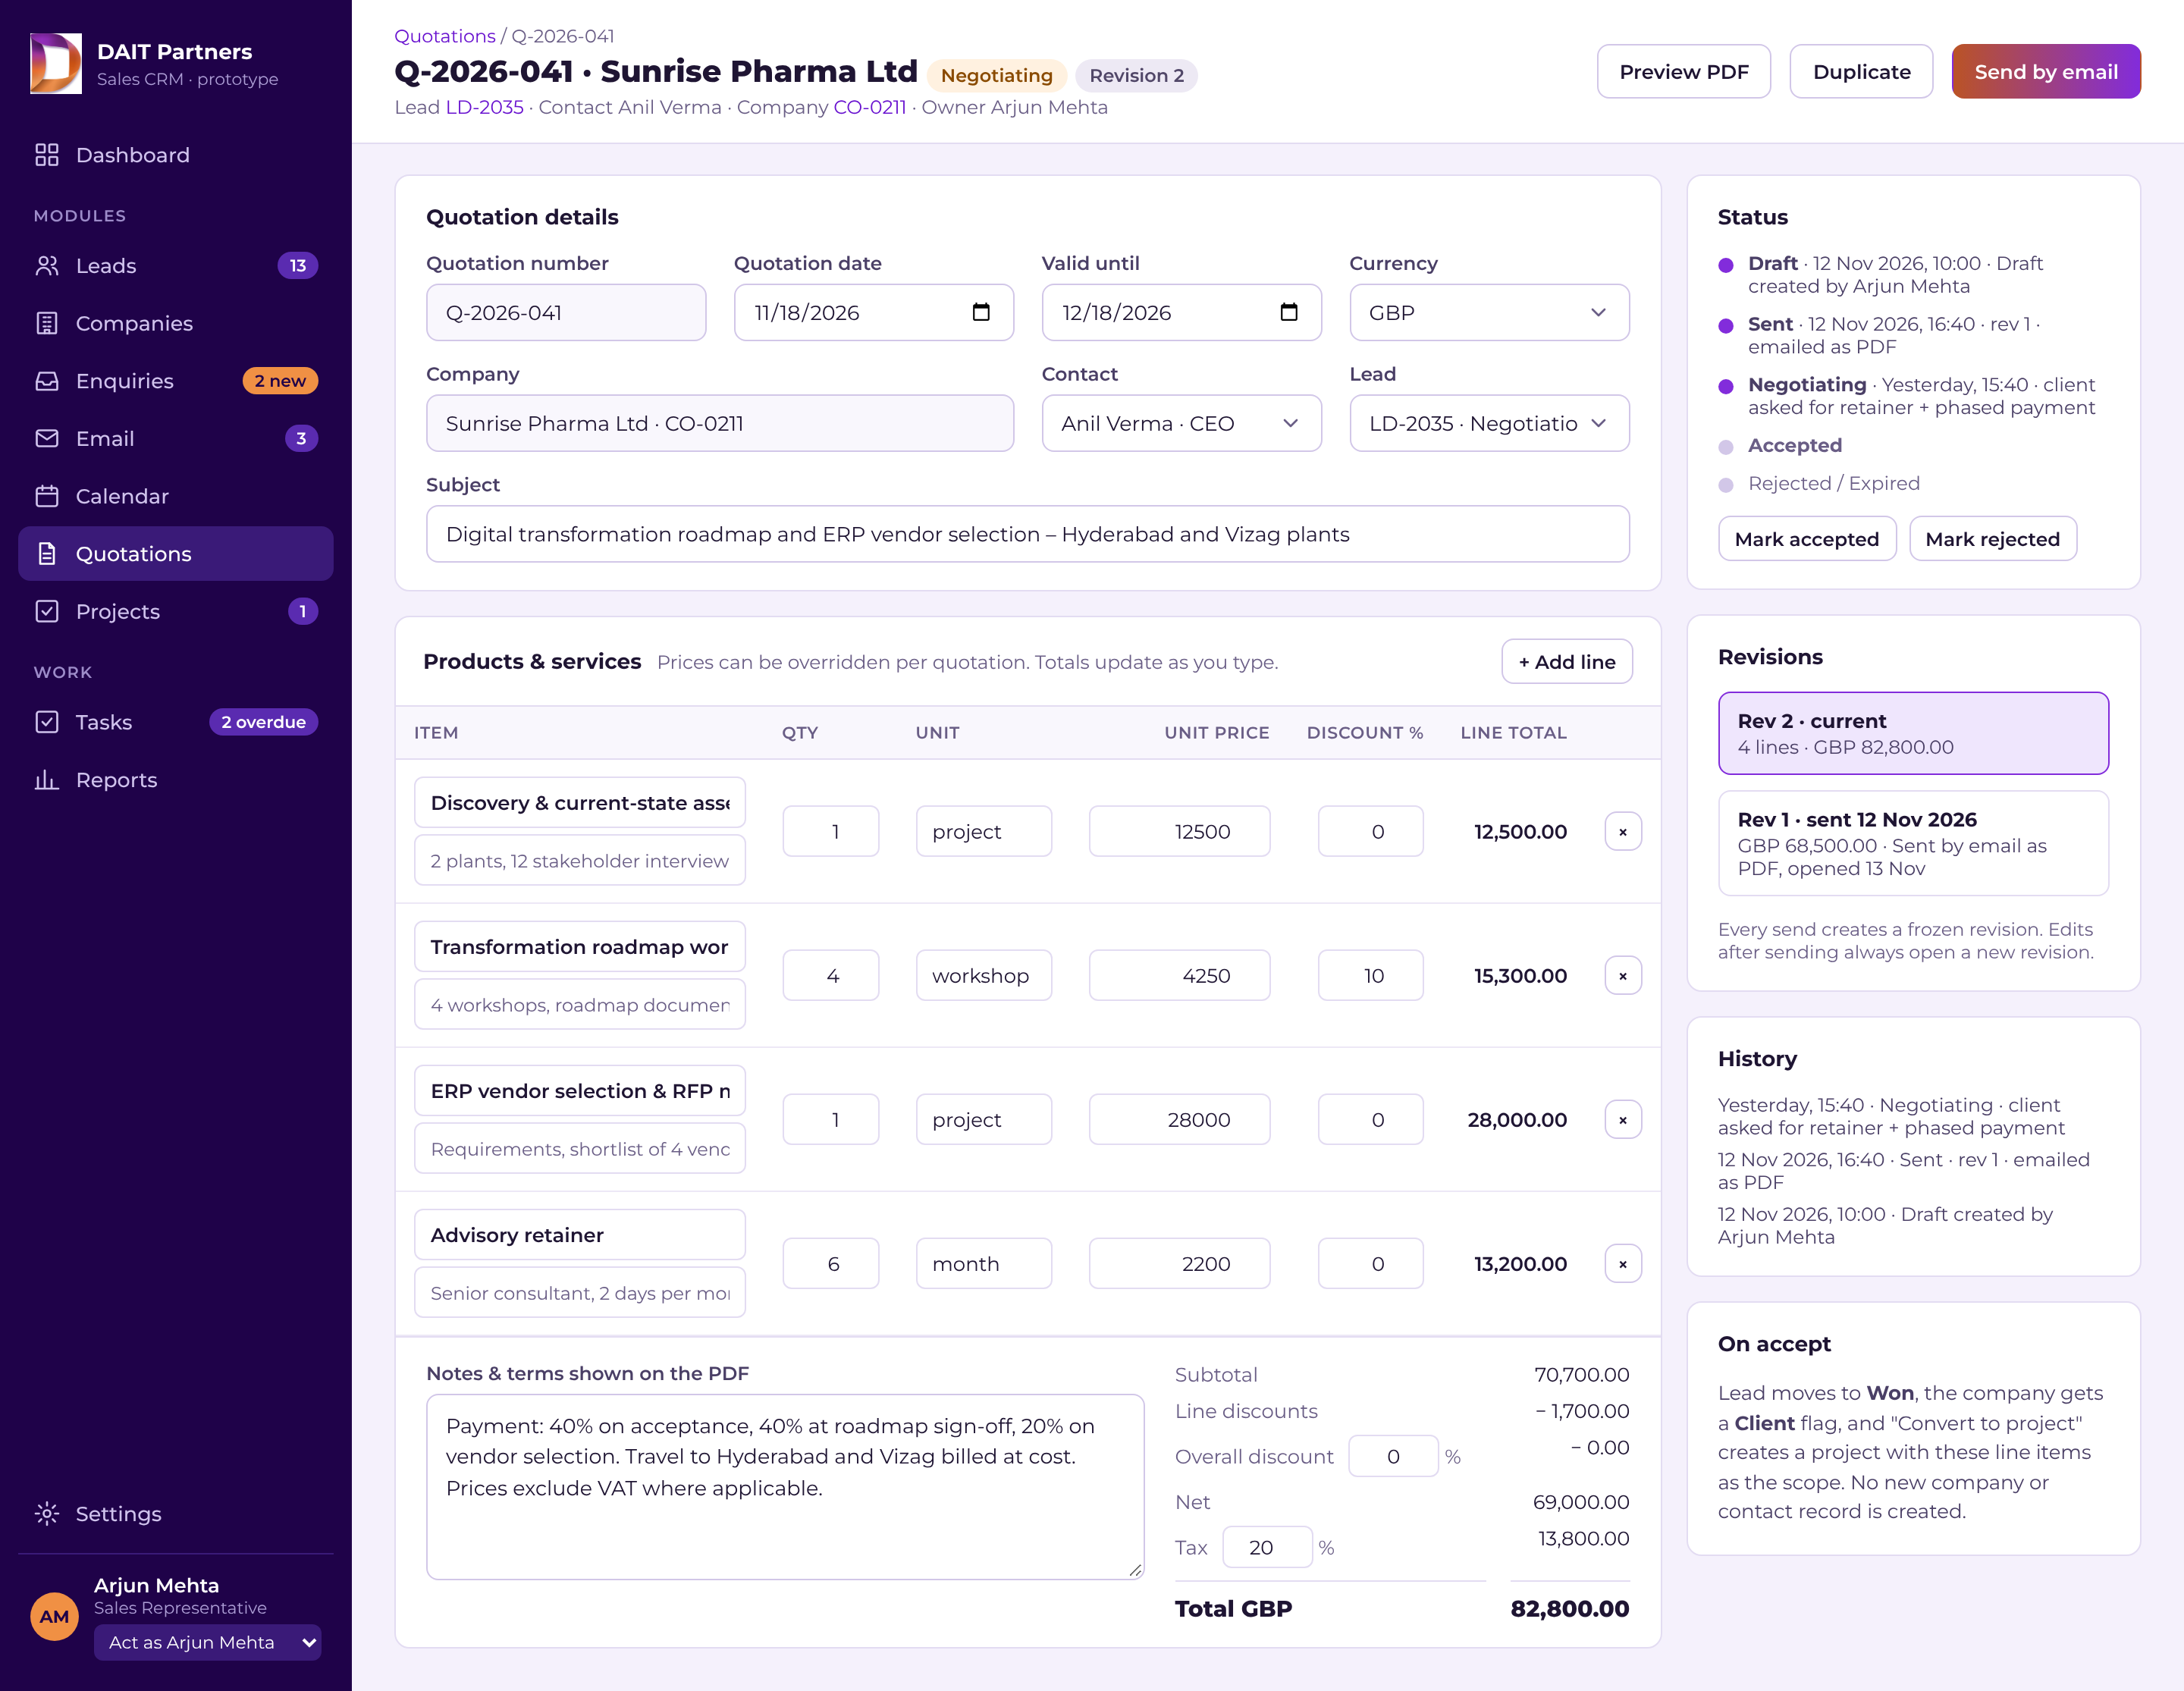 DAIT Partners
Sales CRM · prototype
Dashboard
MODULES
Leads 13
Companies
Enquiries 2 new
Email 3
Calendar
Quotations
Projects 1
WORK
Tasks 2 overdue
Reports
Settings
AM
Arjun Mehta
Sales Representative
Act as Arjun Mehta
Quotations / Q-2026-041
Q-2026-041 · Sunrise Pharma Ltd Negotiating Revision 2
Lead LD-2035 · Contact Anil Verma · Company CO-0211 · Owner Arjun Mehta
Preview PDF Duplicate Send by email
Quotation details
Quotation number Quotation date Valid until Currency
Q-2026-041 11/18/2026 12/18/2026 GBP
Company Contact Lead
Sunrise Pharma Ltd · CO-0211 Anil Verma · CEO LD-2035 · Negotiatio
Subject
Digital transformation roadmap and ERP vendor selection – Hyderabad and Vizag plants
Products & services Prices can be overridden per quotation. Totals update as you type. + Add line
ITEM QTY UNIT UNIT PRICE DISCOUNT % LINE TOTAL
Discovery & current-state asse
2 plants, 12 stakeholder interview
1 project 12500 0 12,500.00 ×
Transformation roadmap wor
4 workshops, roadmap documen
4 workshop 4250 10 15,300.00 ×
ERP vendor selection & RFP
Requirements, shortlist of 4 venc
1 project 28000 0 28,000.00 ×
Advisory retainer
Senior consultant, 2 days per mo
6 month 2200 0 13,200.00 ×
Notes & terms shown on the PDF
Payment: 40% on acceptance, 40% at roadmap sign-off, 20% on
vendor selection. Travel to Hyderabad and Vizag billed at cost.
Prices exclude VAT where applicable.
Subtotal 70,700.00
Line discounts − 1,700.00
Overall discount 0 % − 0.00
Net 69,000.00
Tax 20 % 13,800.00
Total GBP 82,800.00
Status
Draft · 12 Nov 2026, 10:00 · Draft
created by Arjun Mehta
Sent · 12 Nov 2026, 16:40 · rev 1 ·
emailed as PDF
Negotiating · Yesterday, 15:40 · client
asked for retainer + phased payment
Accepted
Rejected / Expired
Mark accepted Mark rejected
Revisions
Rev 2 · current
4 lines · GBP 82,800.00
Rev 1 · sent 12 Nov 2026
GBP 68,500.00 · Sent by email as
PDF, opened 13 Nov
Every send creates a frozen revision. Edits
after sending always open a new revision.
History
Yesterday, 15:40 · Negotiating · client
asked for retainer + phased payment
12 Nov 2026, 16:40 · Sent · rev 1 · emailed
as PDF
12 Nov 2026, 10:00 · Draft created by
Arjun Mehta
On accept
Lead moves to Won, the company gets
a Client flag, and "Convert to project"
creates a project with these line items
as the scope. No new company or
contact record is created.